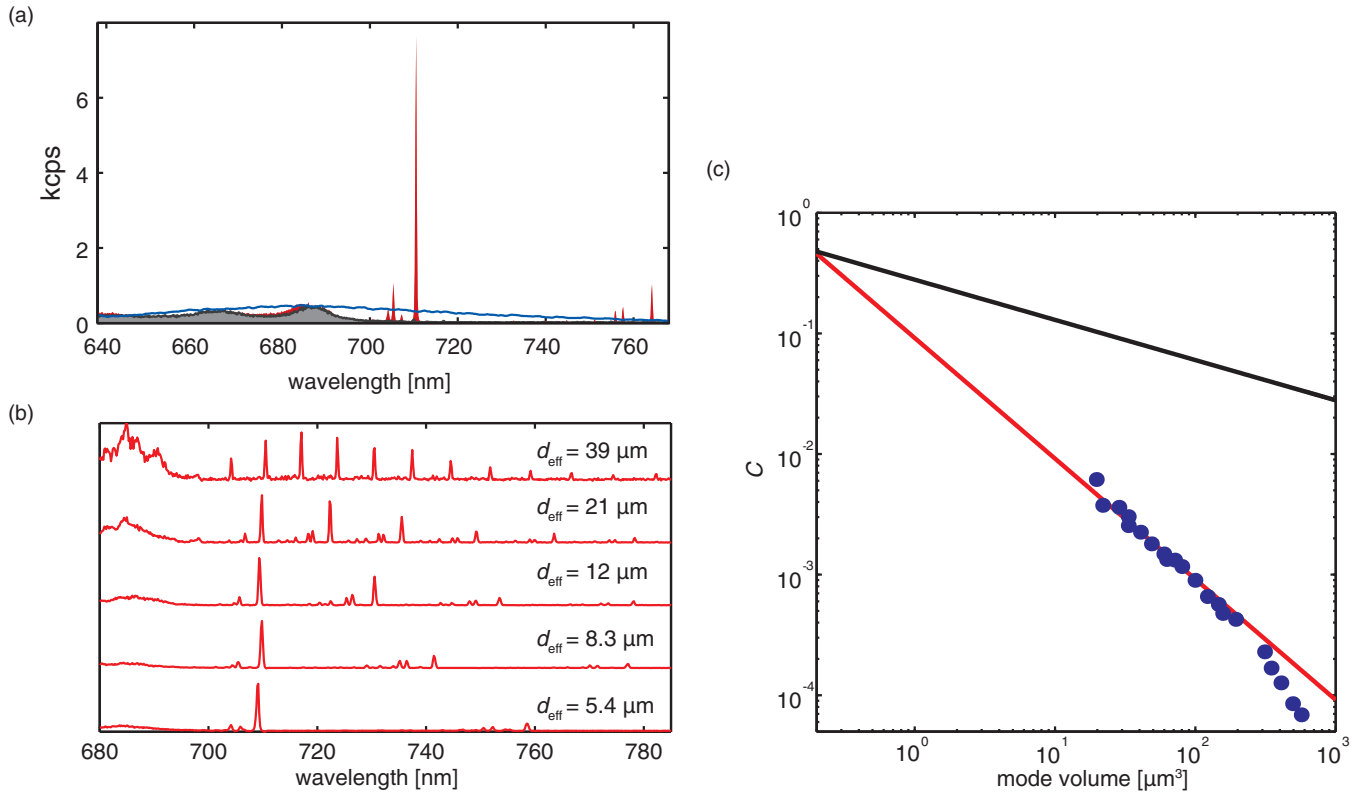 (a)
kcps
6
4
2
0
640 660 680 700 720 740 760
wavelength [nm]
(b)
d_eff = 39 µm
d_eff = 21 µm
d_eff = 12 µm
d_eff = 8.3 µm
d_eff = 5.4 µm
680 700 720 740 760 780
wavelength [nm]
(c)
C
10^0
10^-1
10^-2
10^-3
10^-4
10^0 10^1 10^2 10^3
mode volume [µm³]